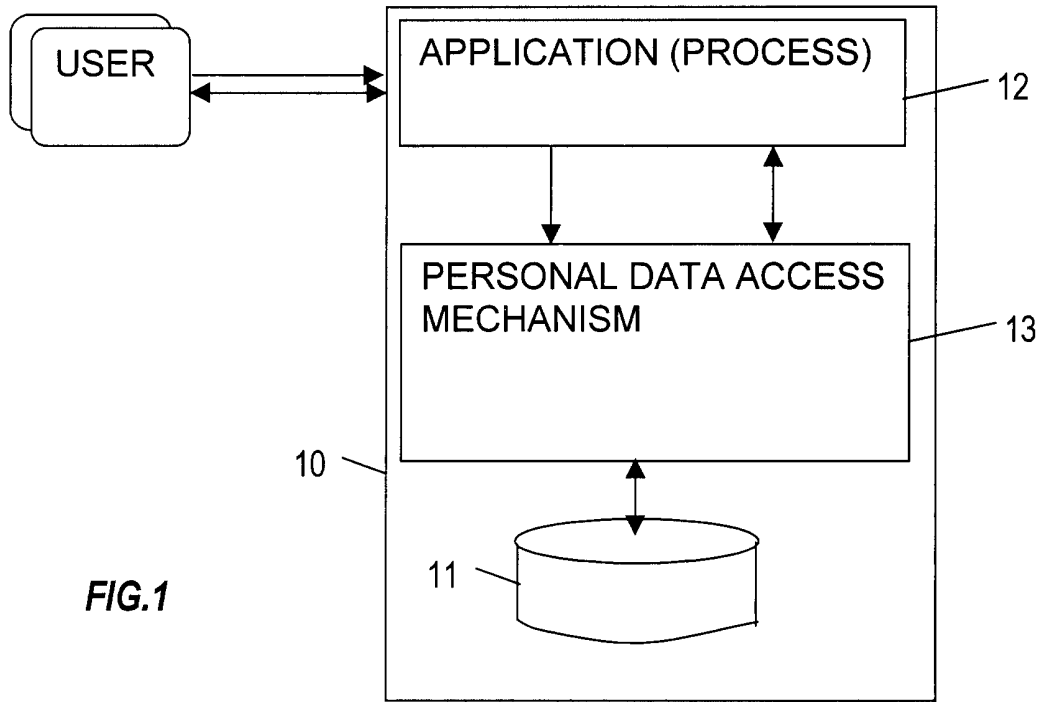 USER
APPLICATION (PROCESS)
12
PERSONAL DATA ACCESS
MECHANISM
13
10
11
FIG.1